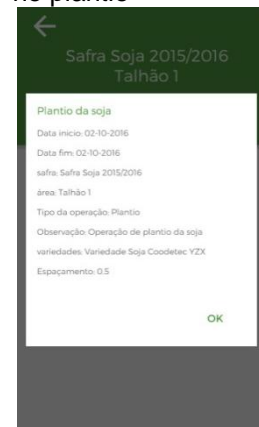 no plantio
Safra Soja 2015/2016
Talhão 1
Plantio da soja
Data inicio: 02-10-2016
Data fim: 02-10-2016
safra: Safra Soja 2015/2016
área: Talhão 1
Tipo da operação: Plantio
Observação: Operação de plantio da soja
variedades: Variedade Soja Coodetec YZX
Espaçamento: 0.5
OK